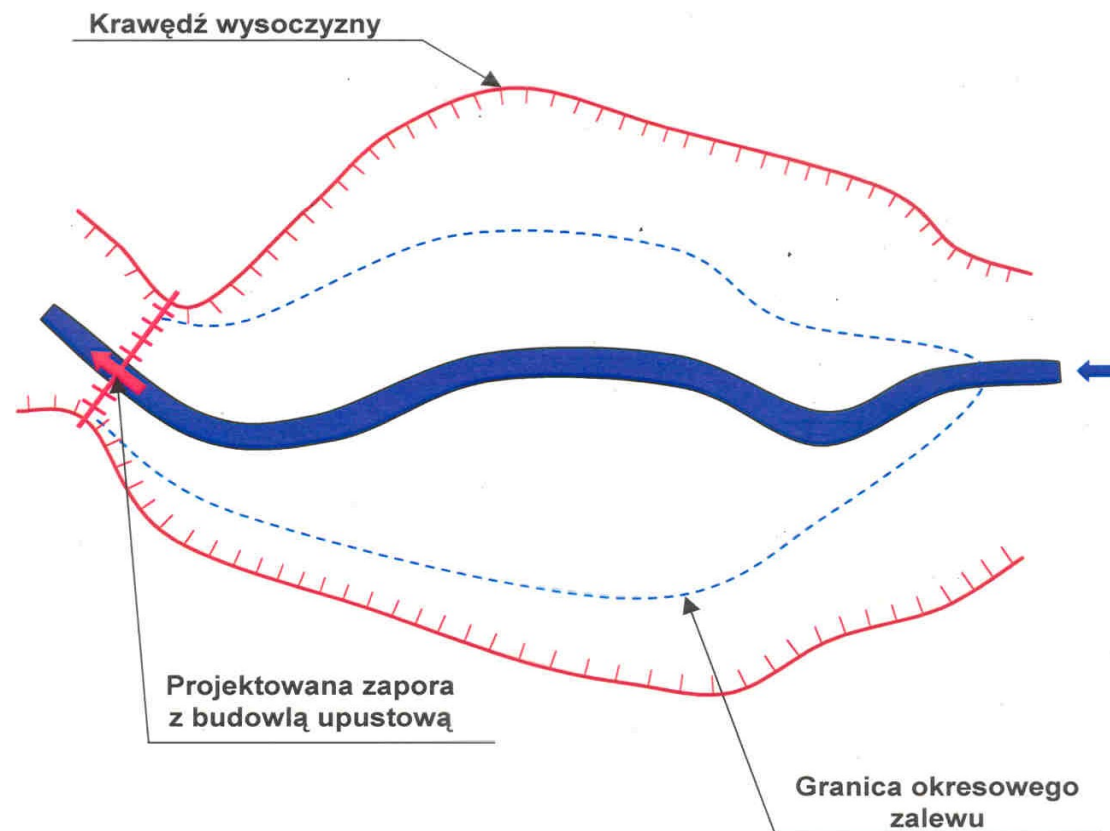 Krawędź wysoczyzny
Projektowana zapora
z budowlą upustową
Granica okresowego
zalewu